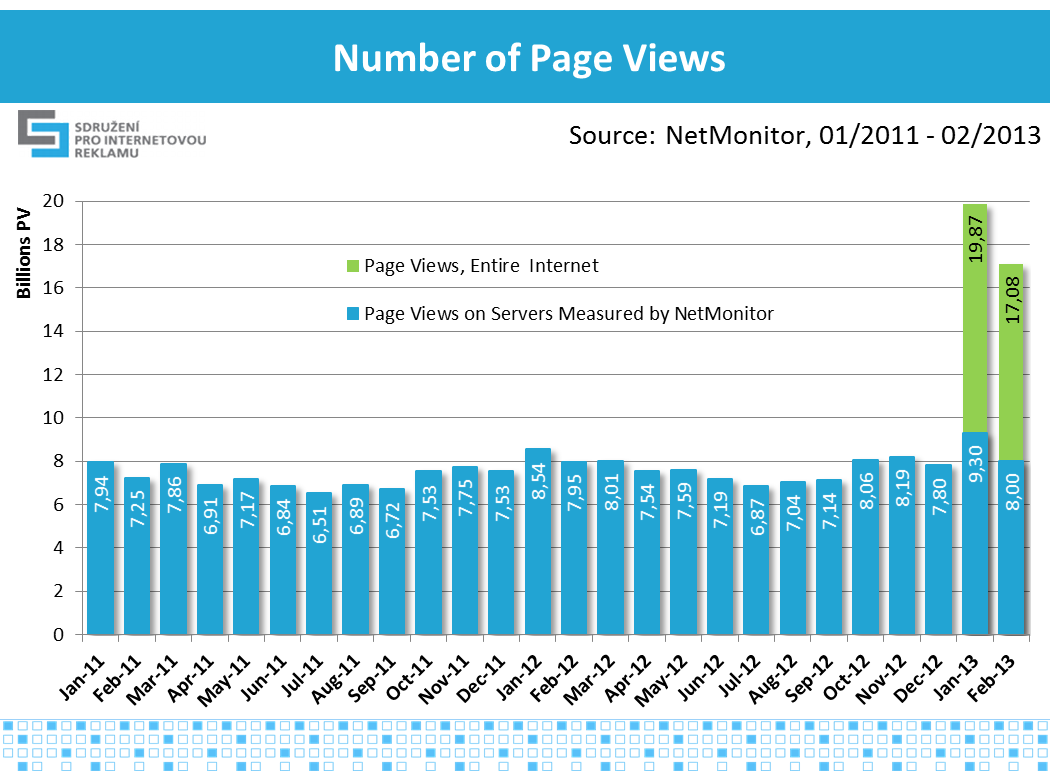 Number of Page Views
SDRUŽENÍ
PRO INTERNETOVOU
REKLAMU
Source: NetMonitor, 01/2011 - 02/2013
Billions PV
20
18
16
14
12
10
8
6
4
2
0
Page Views, Entire Internet
Page Views on Servers Measured by NetMonitor
19,87
17,08
7,94
7,25
7,86
6,91
7,17
6,84
6,51
6,89
6,72
7,53
7,75
7,53
8,54
7,95
8,01
7,54
7,59
7,19
6,87
7,04
7,14
8,06
8,19
7,80
9,30
8,00
Jan-11
Feb-11
Mar-11
Apr-11
May-11
Jun-11
Jul-11
Aug-11
Sep-11
Oct-11
Nov-11
Dec-11
Jan-12
Feb-12
Mar-12
Apr-12
May-12
Jun-12
Jul-12
Aug-12
Sep-12
Oct-12
Nov-12
Dec-12
Jan-13
Feb-13